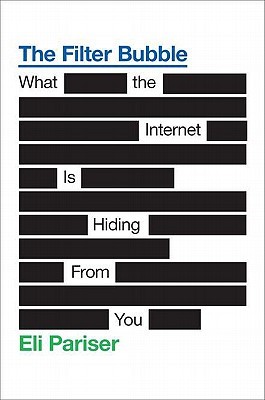 The Filter Bubble
What the
Internet
Is
Hiding
From
You
Eli Pariser